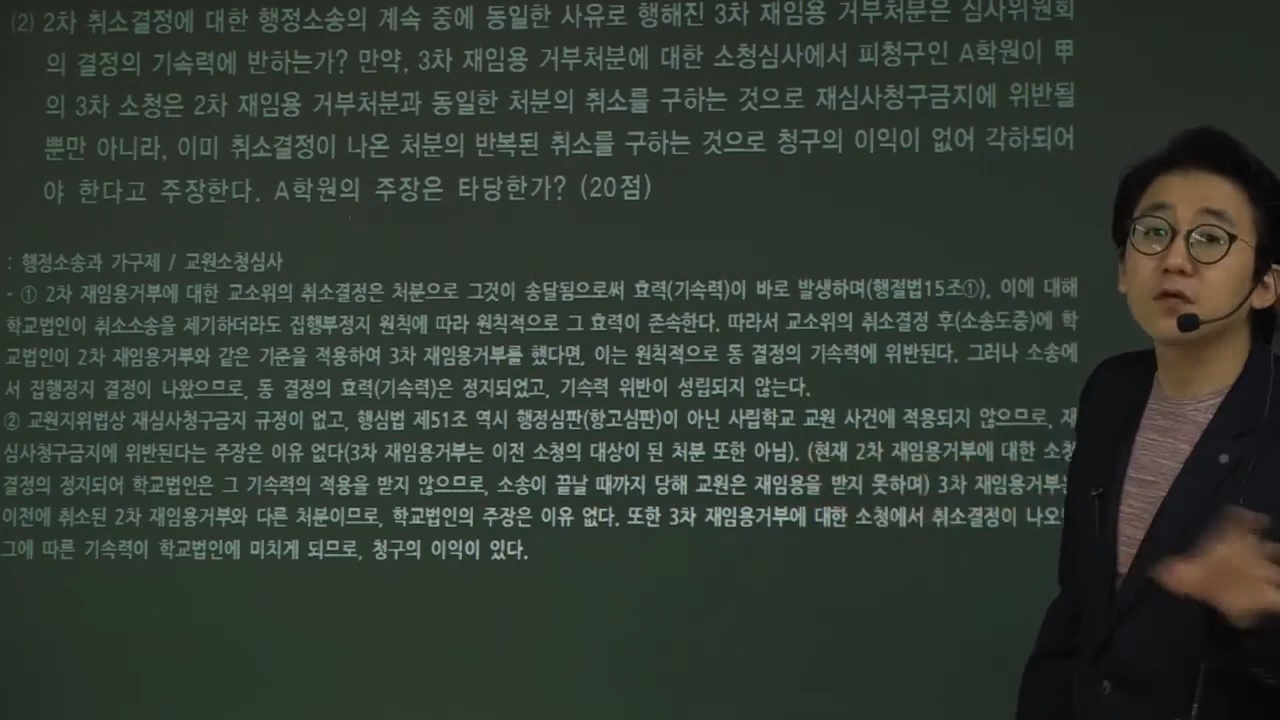 (2) 2차 취소결정에 대한 행정소송의 계속 중에 동일한 사유로 행해진 3차 재임용 거부처분은 심사위원회
의 결정의 기속력에 반하는가? 만약, 3차 재임용 거부처분에 대한 소청심사에서 피청구인 A학원이 甲
의 3차 소청은 2차 재임용 거부처분과 동일한 처분의 취소를 구하는 것으로 재심사청구금지에 위반될
뿐만 아니라, 이미 취소결정이 나온 처분의 반복된 취소를 구하는 것으로 청구의 이익이 없어 각하되어
야 한다고 주장한다. A학원의 주장은 타당한가? (20점)
: 행정소송과 가구제 / 교원소청심사
- ① 2차 재임용거부에 대한 교소위의 취소결정은 처분으로 그것이 송달됨으로써 효력(기속력)이 바로 발생하며(행절법15조①), 이에 대해
학교법인이 취소소송을 제기하더라도 집행부정지 원칙에 따라 원칙적으로 그 효력이 존속한다. 따라서 교소위의 취소결정 후(소송도중)에 학
교법인이 2차 재임용거부와 같은 기준을 적용하여 3차 재임용거부를 했다면, 이는 원칙적으로 동 결정의 기속력에 위반된다. 그러나 소송에
서 집행정지 결정이 나왔으므로, 동 결정의 효력(기속력)은 정지되었고, 기속력 위반이 성립되지 않는다.
② 교원지위법상 재심사청구금지 규정이 없고, 행심법 제51조 역시 행정심판(항고심판)이 아닌 사립학교 교원 사건에 적용되지 않으므로, 재
심사청구금지에 위반된다는 주장은 이유 없다(3차 재임용거부는 이전 소청의 대상이 된 처분 또한 아님). (현재 2차 재임용거부에 대한 소청
결정의 정지되어 학교법인은 그 기속력의 적용을 받지 않으므로, 소송이 끝날 때까지 당해 교원은 재임용을 받지 못하며) 3차 재임용거부는
이전에 취소된 2차 재임용거부와 다른 처분이므로, 학교법인의 주장은 이유 없다. 또한 3차 재임용거부에 대한 소청에서 취소결정이 나오면
그에 따른 기속력이 학교법인에 미치게 되므로, 청구의 이익이 있다.